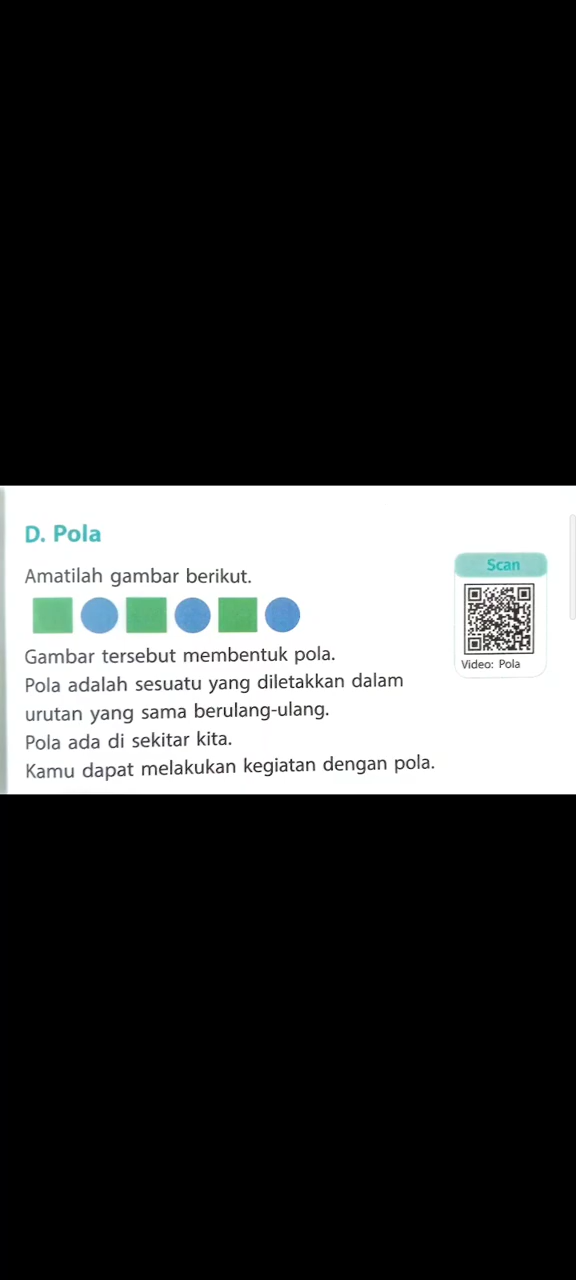 D. Pola
Amatilah gambar berikut.
Scan
Video: Pola
Gambar tersebut membentuk pola.
Pola adalah sesuatu yang diletakkan dalam
urutan yang sama berulang-ulang.
Pola ada di sekitar kita.
Kamu dapat melakukan kegiatan dengan pola.